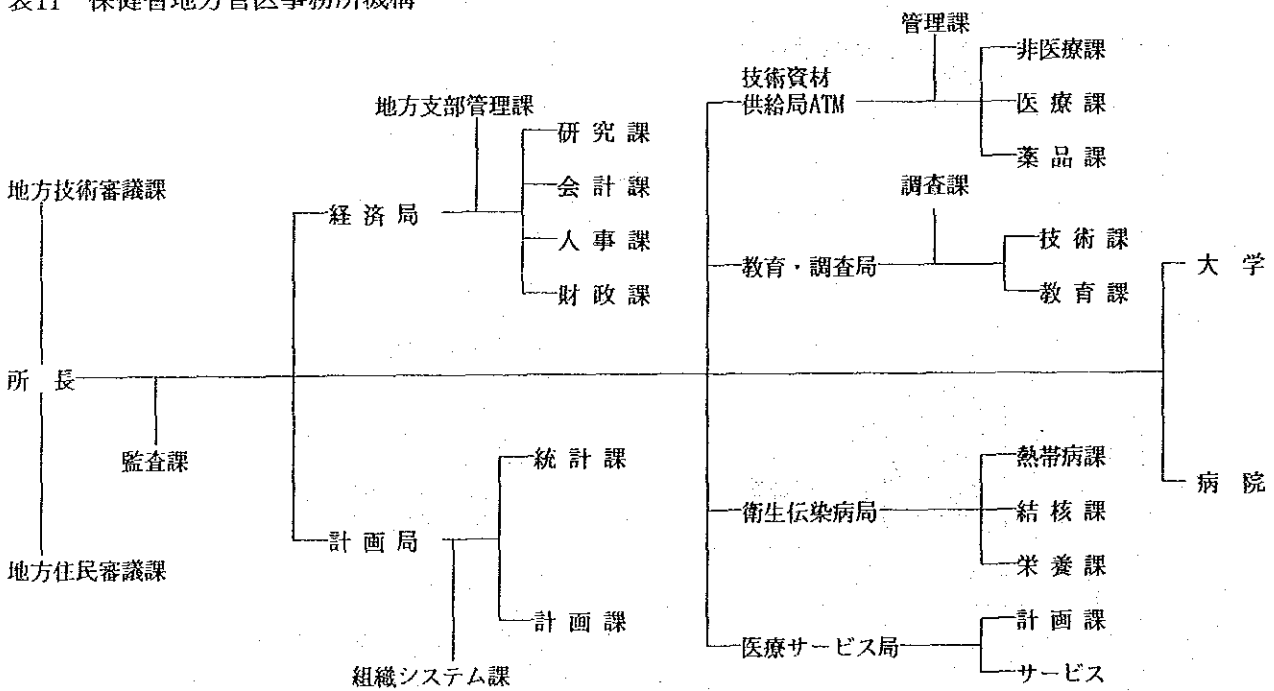 表11 保健省地方管区事務所機構
管理課
非医療課
技術資材
供給局ATM
医療課
薬品課
地方支部管理課
研究課
会計課
経済局
人事課
財政課
地方技術審議課
調査課
技術課
教育・調査局
教育課
大学
所長
監査課
病院
統計課
計画局
計画課
組織システム課
地方住民審議課
熱帯病課
衛生伝染病局
結核課
栄養課
計画課
医療サービス局
サービス